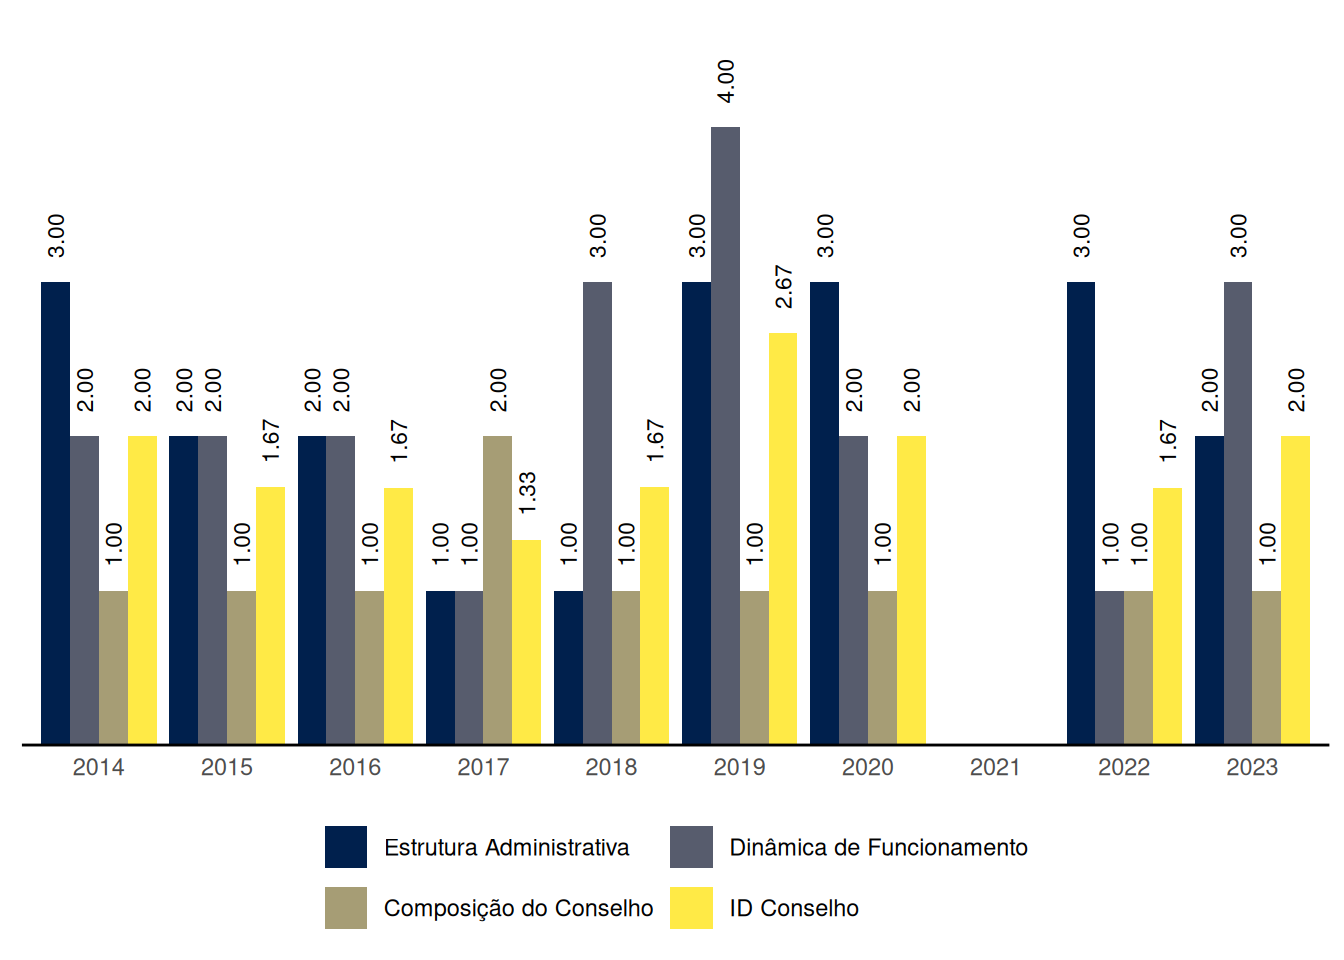 4.00
3.00 3.00 3.00 3.00 3.00 3.00
2.67
2.00 2.00 2.00 2.00 2.00 2.00 2.00 2.00 2.00 2.00 2.00
1.67 1.67 1.67 1.67
1.33
1.00 1.00 1.00 1.00 1.00 1.00 1.00 1.00 1.00 1.00 1.00 1.00
2014 2015 2016 2017 2018 2019 2020 2021 2022 2023
Estrutura Administrativa Dinâmica de Funcionamento
Composição do Conselho ID Conselho